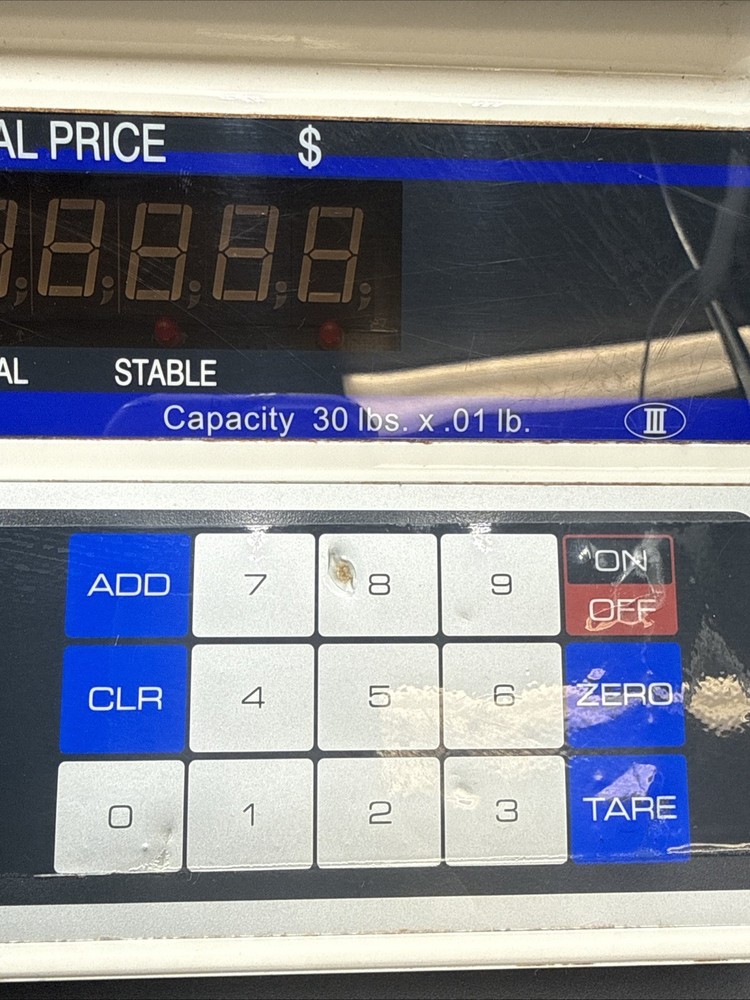 AL PRICE $
AL STABLE
Capacity 30 lbs. x .01 lb. III
ADD 7 8 9 ON
OFF
CLR 4 5 6 ZERO
0 1 2 3 TARE